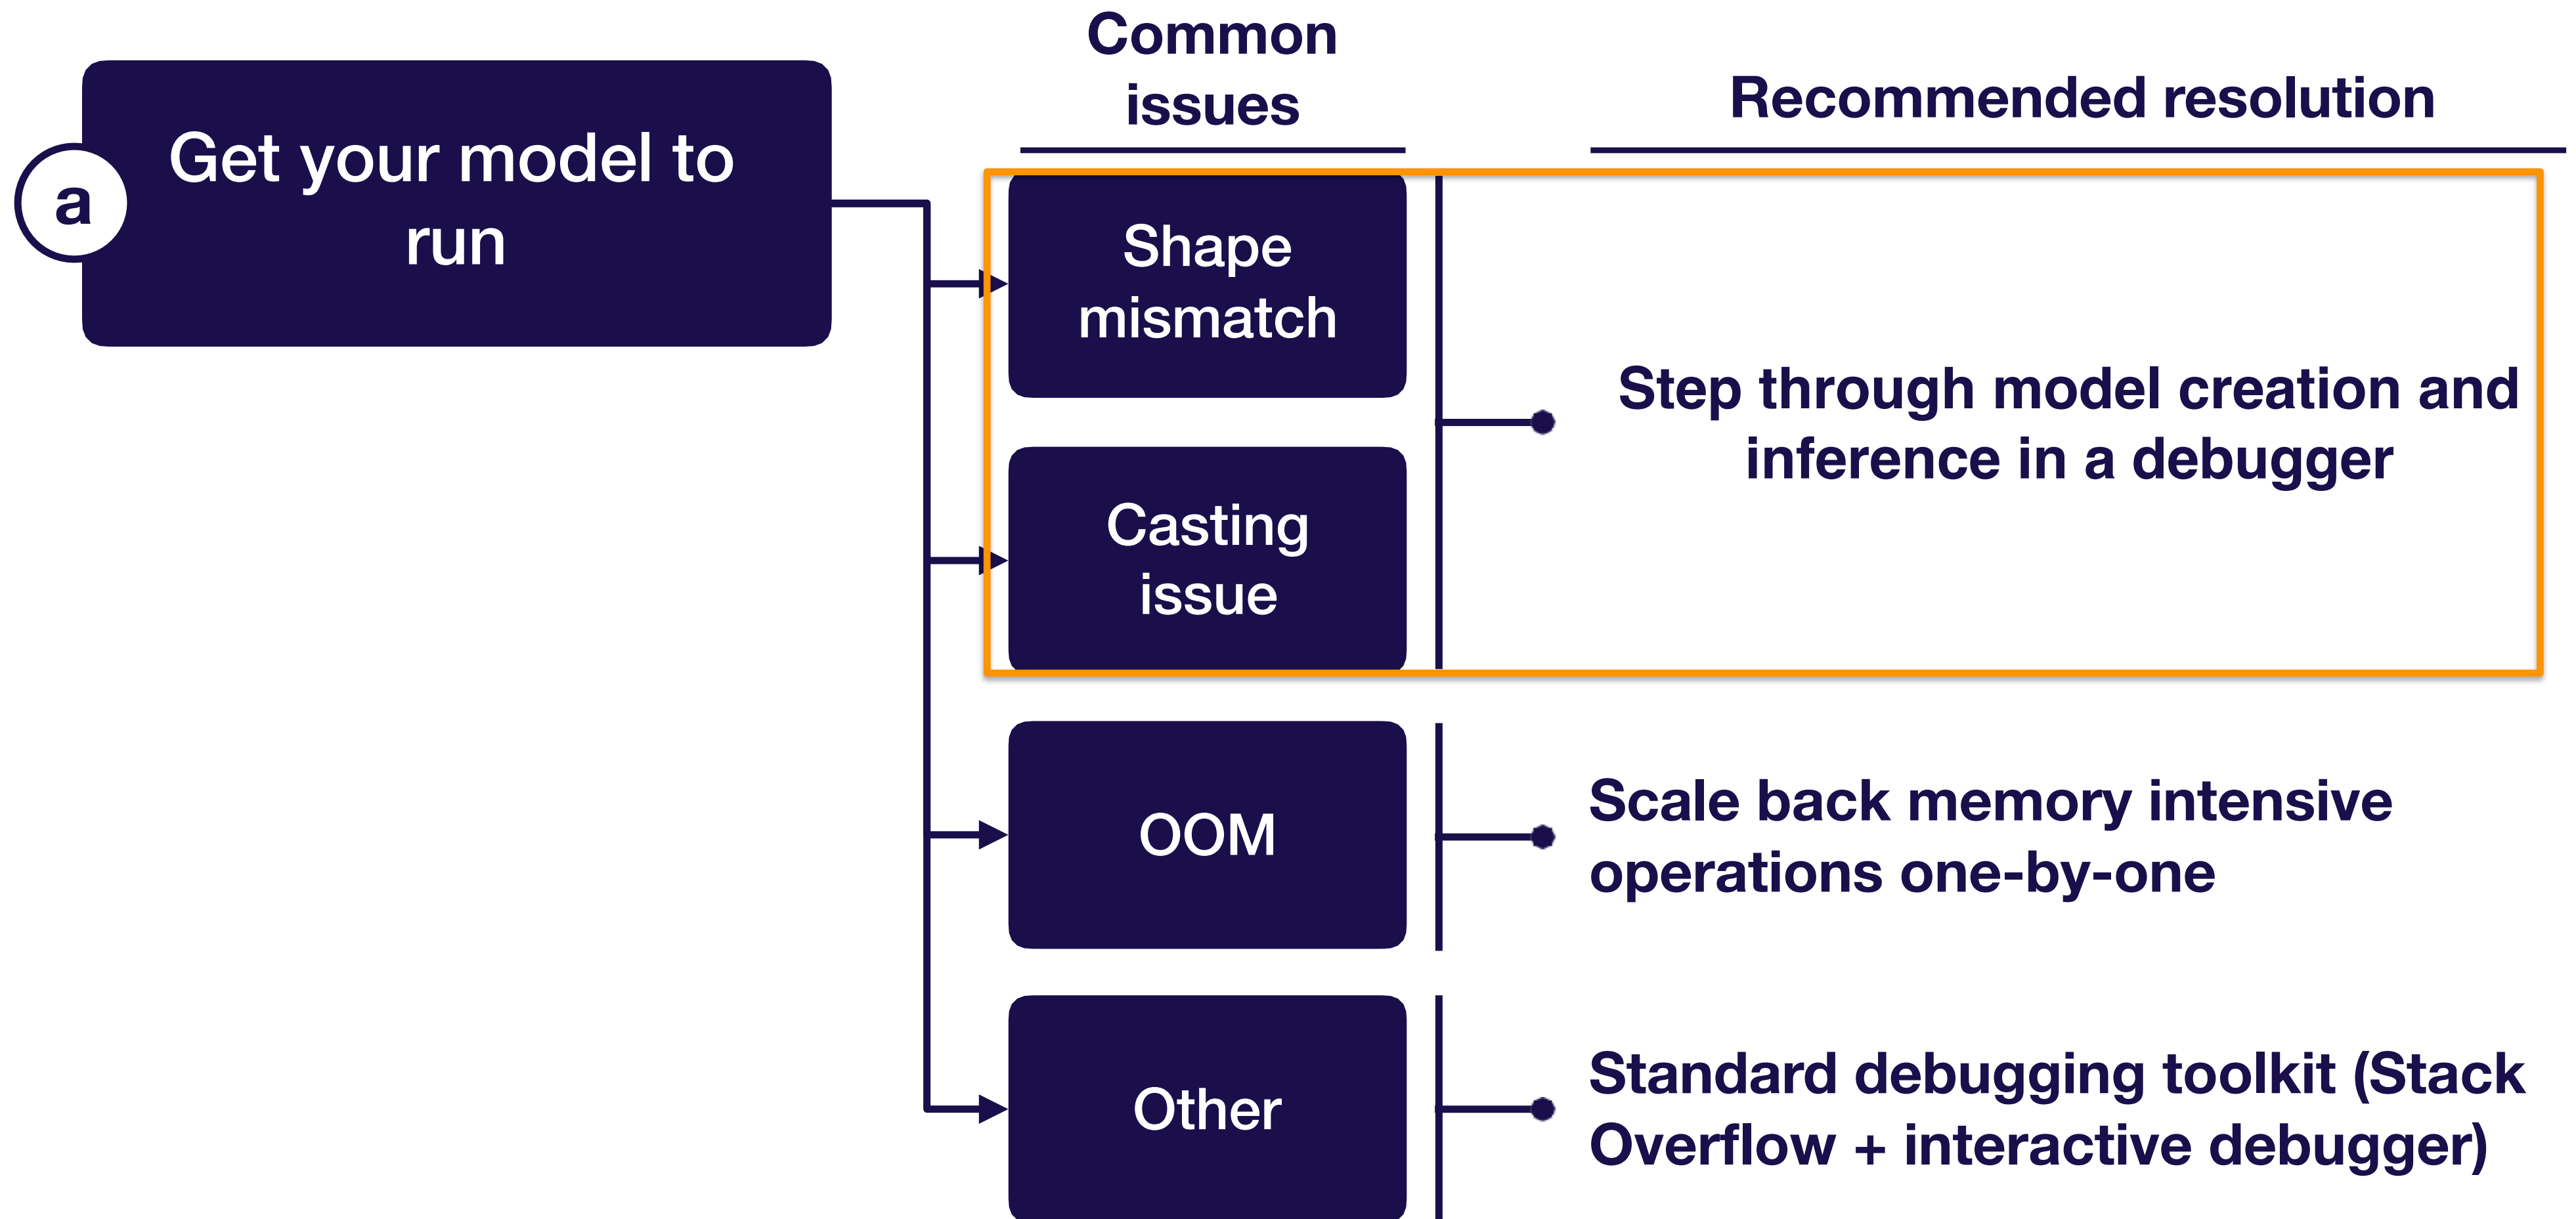 a
Get your model to
run
Common
issues
Recommended resolution
Shape
mismatch
Casting
issue
Step through model creation and
inference in a debugger
OOM
Scale back memory intensive
operations one-by-one
Other
Standard debugging toolkit (Stack
Overflow + interactive debugger)